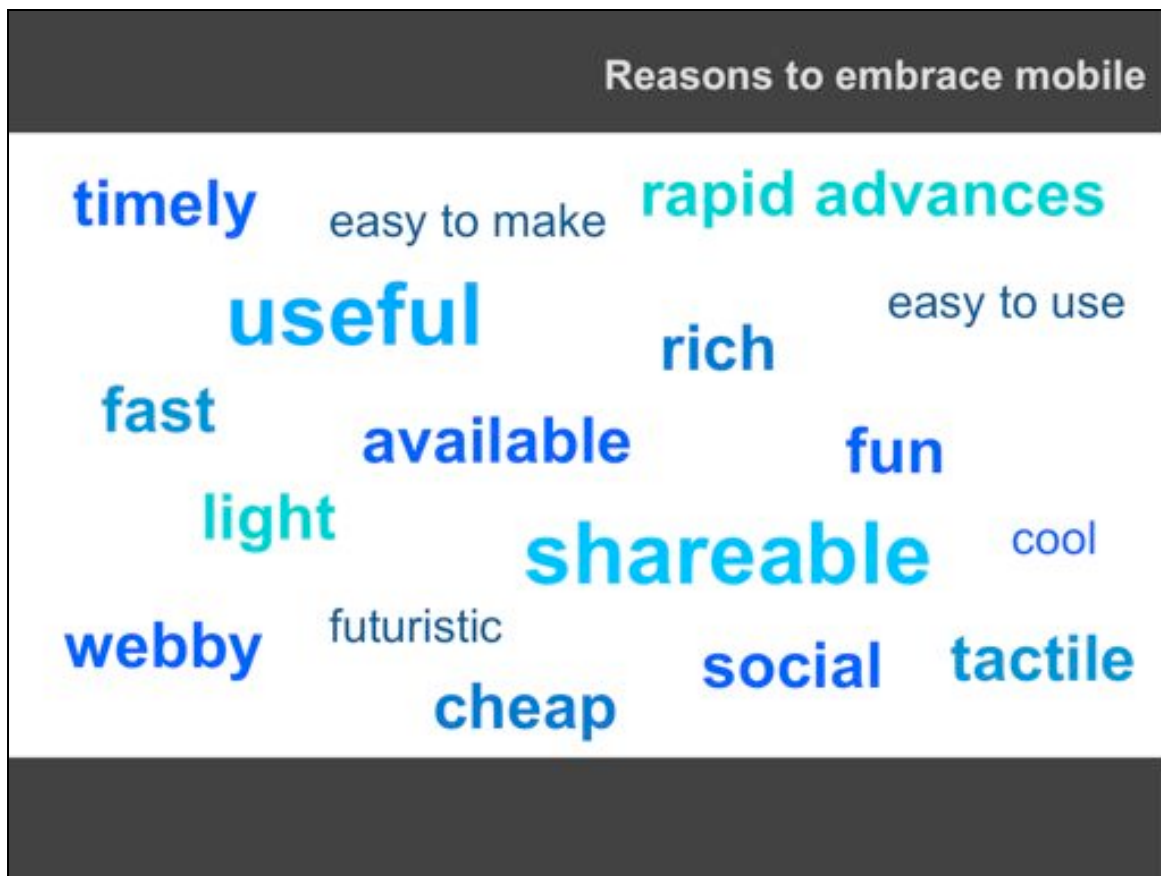 Reasons to embrace mobile
timely
easy to make
rapid advances
useful
easy to use
rich
fast
available
fun
light
shareable
cool
webby
futuristic
social
tactile
cheap